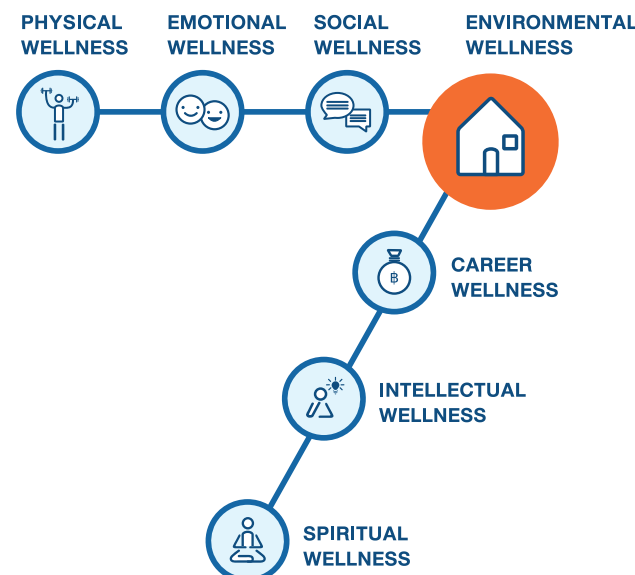 PHYSICAL
WELLNESS
EMOTIONAL
WELLNESS
SOCIAL
WELLNESS
ENVIRONMENTAL
WELLNESS
฿
CAREER
WELLNESS
INTELLECTUAL
WELLNESS
SPIRITUAL
WELLNESS